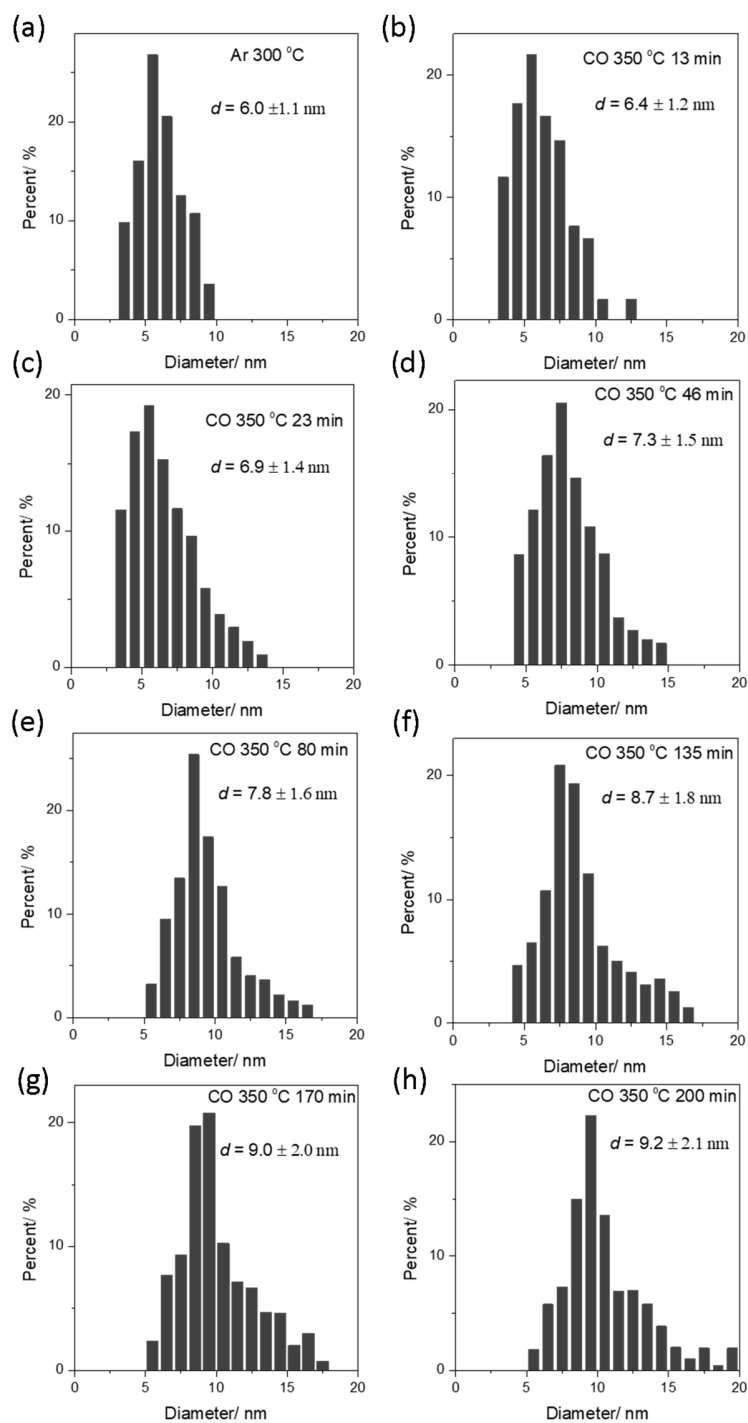 (a)
Ar 300 °C
d = 6.0 ±1.1 nm
Percent/ %
20
10
0
0 5 10 15 20
Diameter/ nm
(b)
CO 350 °C 13 min
d = 6.4 ± 1.2 nm
Percent/ %
20
10
0
0 5 10 15 20
Diameter/ nm
(c)
CO 350 °C 23 min
d = 6.9 ± 1.4 nm
Percent/ %
20
10
0
0 5 10 15 20
Diameter/ nm
(d)
CO 350 °C 46 min
d = 7.3 ± 1.5 nm
Percent/ %
20
10
0
0 5 10 15 20
Diameter/ nm
(e)
CO 350 °C 80 min
d = 7.8 ± 1.6 nm
Percent/ %
20
10
0
0 5 10 15 20
Diameter/ nm
(f)
CO 350 °C 135 min
d = 8.7 ± 1.8 nm
Percent/ %
20
10
0
0 5 10 15 20
Diameter/ nm
(g)
CO 350 °C 170 min
d = 9.0 ± 2.0 nm
Percent/ %
20
10
0
0 5 10 15 20
Diameter/ nm
(h)
CO 350 °C 200 min
d = 9.2 ± 2.1 nm
Percent/ %
20
10
0
0 5 10 15 20
Diameter/ nm